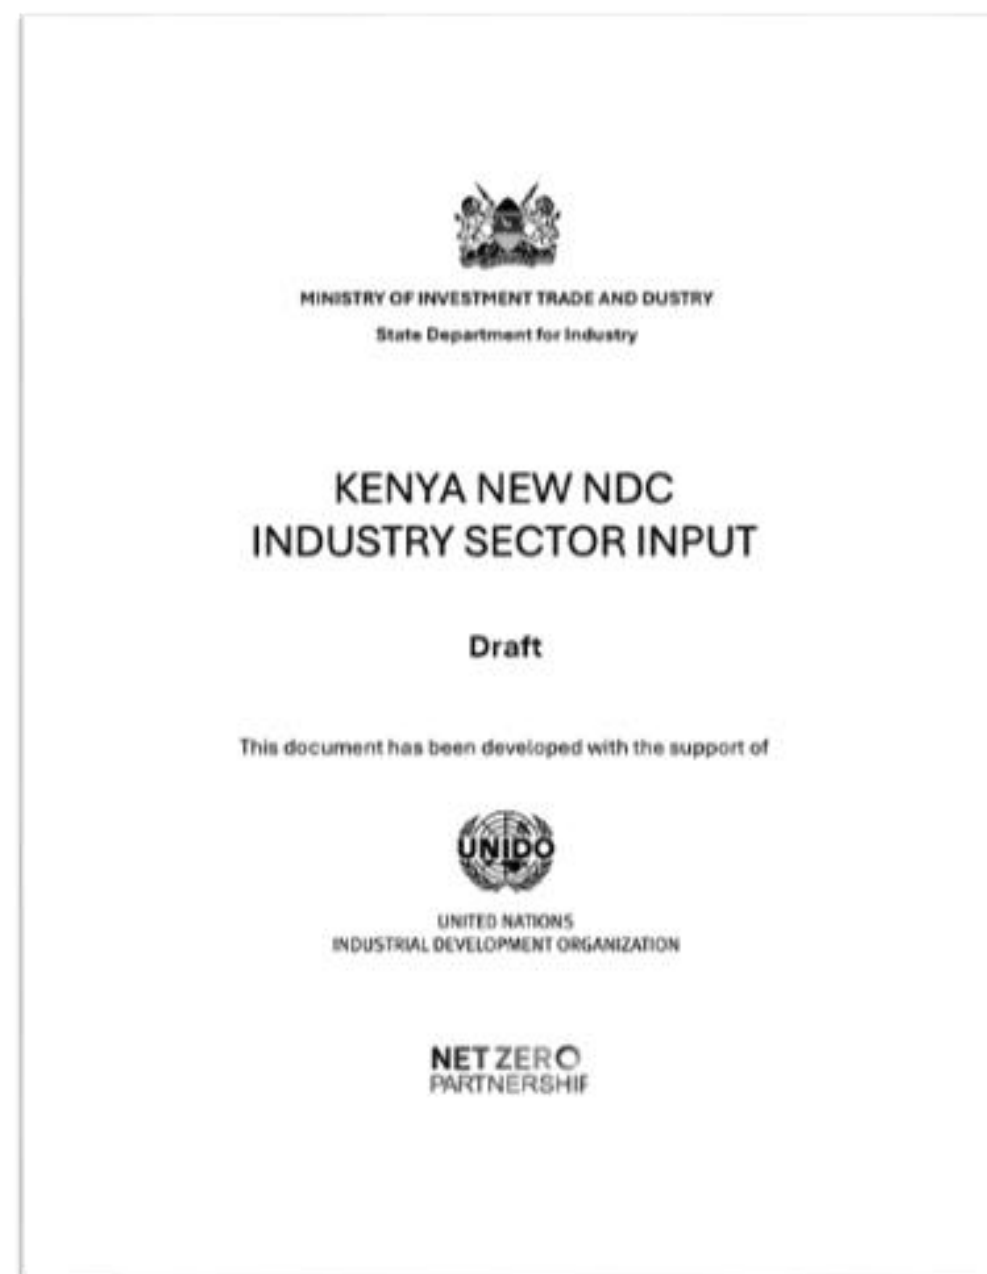 MINISTRY OF INVESTMENT TRADE AND DUSTRY
State Department for Industry
KENYA NEW NDC
INDUSTRY SECTOR INPUT
Draft
This document has been developed with the support of
UNIDO
UNITED NATIONS
INDUSTRIAL DEVELOPMENT ORGANIZATION
NET ZERO
PARTNERSHIP